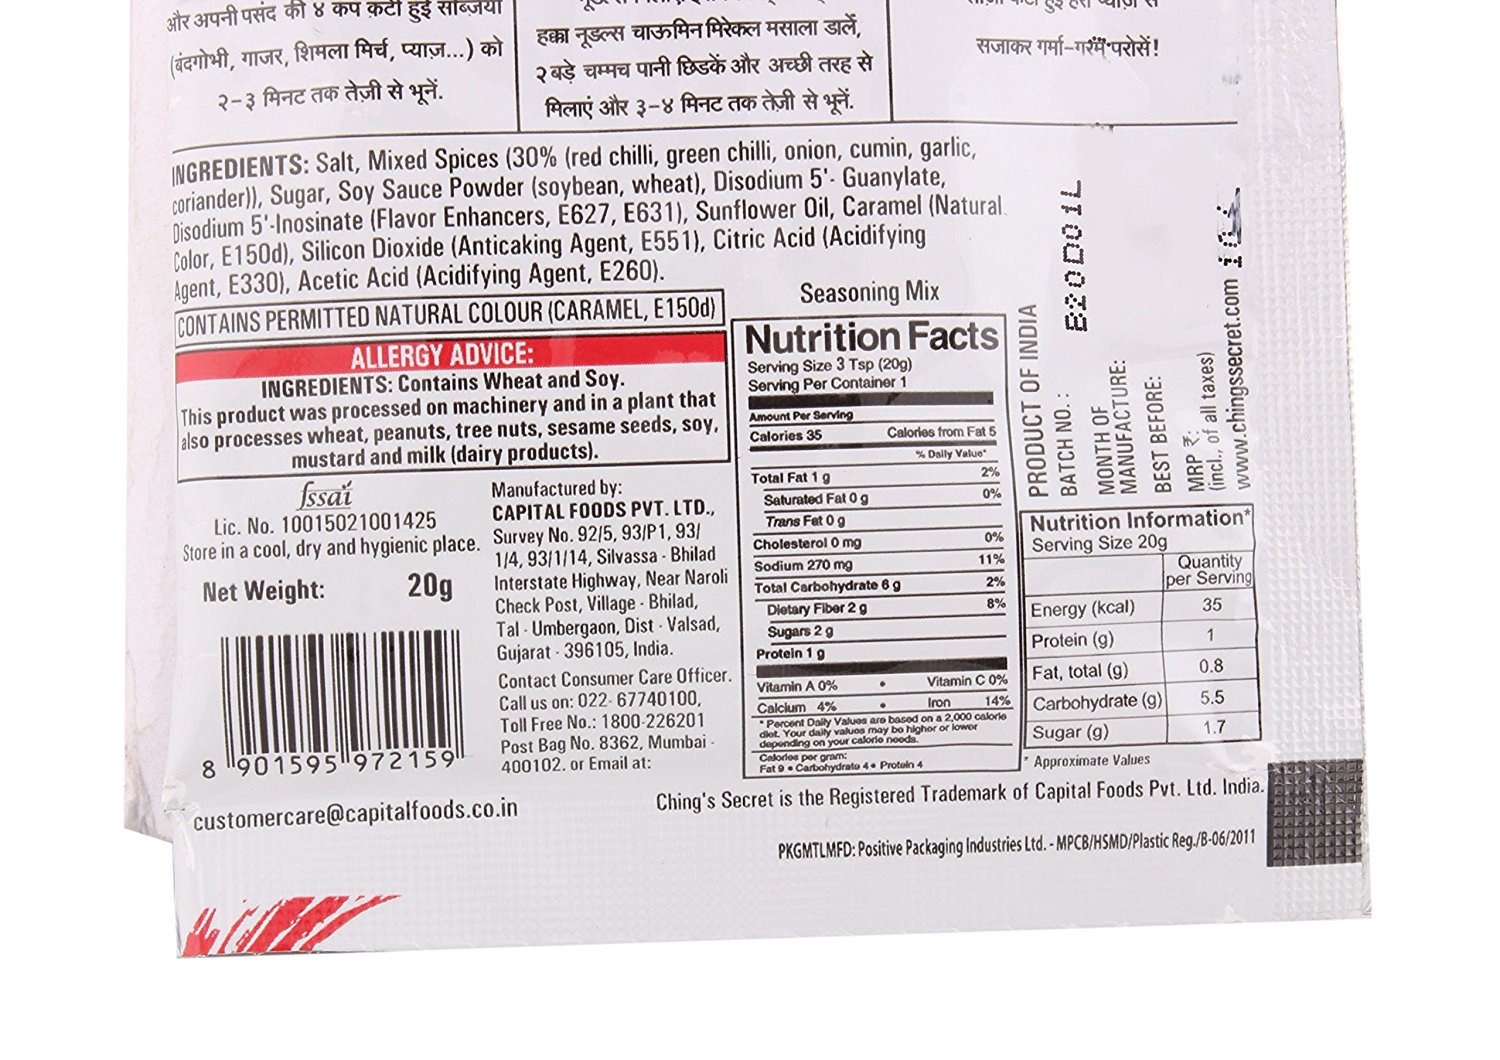 और अपनी पसंद की ४ कप कटी हुई सब्जियां
(बंदगोभी, गाजर, शिमला मिर्च, प्याज़...) को
२-३ मिनट तक तेज़ी से भूनें.
हक्का नूडल्स चाऊमिन मिरेकल मसाला डालें,
२ बड़े चम्मच पानी छिडकें और अच्छी तरह से
मिलाएं और ३-४ मिनट तक तेज़ी से भूनें.
सजाकर गर्मा-गरम परोसें!
INGREDIENTS: Salt, Mixed Spices (30% (red chilli, green chilli, onion, cumin, garlic,
coriander)), Sugar, Soy Sauce Powder (soybean, wheat), Disodium 5'- Guanylate,
Disodium 5'-Inosinate (Flavor Enhancers, E627, E631), Sunflower Oil, Caramel (Natural
Color, E150d), Silicon Dioxide (Anticaking Agent, E551), Citric Acid (Acidifying
Agent, E330), Acetic Acid (Acidifying Agent, E260).
CONTAINS PERMITTED NATURAL COLOUR (CARAMEL, E150d)
ALLERGY ADVICE:
INGREDIENTS: Contains Wheat and Soy.
This product was processed on machinery and in a plant that
also processes wheat, peanuts, tree nuts, sesame seeds, soy,
mustard and milk (dairy products).
fssai
Lic. No. 10015021001425
Store in a cool, dry and hygienic place.
Net Weight: 20g
8 901595 972159
customercare@capitalfoods.co.in
Manufactured by:
CAPITAL FOODS PVT. LTD.,
Survey No. 92/5, 93/P1, 93/
1/4, 93/1/14, Silvassa - Bhilad
Interstate Highway, Near Naroli
Check Post, Village - Bhilad,
Tal - Umbergaon, Dist - Valsad,
Gujarat - 396105, India.
Contact Consumer Care Officer.
Call us on: 022- 67740100,
Toll Free No.: 1800-226201
Post Bag No. 8362, Mumbai -
400102. or Email at:
Seasoning Mix
Nutrition Facts
Serving Size 3 Tsp (20g)
Serving Per Container 1
Amount Per Serving
Calories 35 Calories from Fat 5
% Daily Value*
Total Fat 1 g 2%
Saturated Fat 0 g 0%
Trans Fat 0 g
Cholesterol 0 mg 0%
Sodium 270 mg 11%
Total Carbohydrate 6 g 2%
Dietary Fiber 2 g 8%
Sugars 2 g
Protein 1 g
Vitamin A 0% • Vitamin C 0%
Calcium 4% • Iron 14%
* Percent Daily Values are based on a 2,000 calorie
diet. Your daily values may be higher or lower
depending on your calorie needs.
Calories per gram:
Fat 9 • Carbohydrate 4 • Protein 4
PRODUCT OF INDIA
BATCH NO. : E20D01L
MONTH OF
MANUFACTURE:
BEST BEFORE:
MRP ₹:
(incl., of all taxes)
www.chingssecret.com
Nutrition Information*
Serving Size 20g
Quantity
per Serving
Energy (kcal) 35
Protein (g) 1
Fat, total (g) 0.8
Carbohydrate (g) 5.5
Sugar (g) 1.7
* Approximate Values
Ching's Secret is the Registered Trademark of Capital Foods Pvt. Ltd. India.
PKGMTLMFD: Positive Packaging Industries Ltd. - MPCB/HSMD/Plastic Reg./B-06/2011